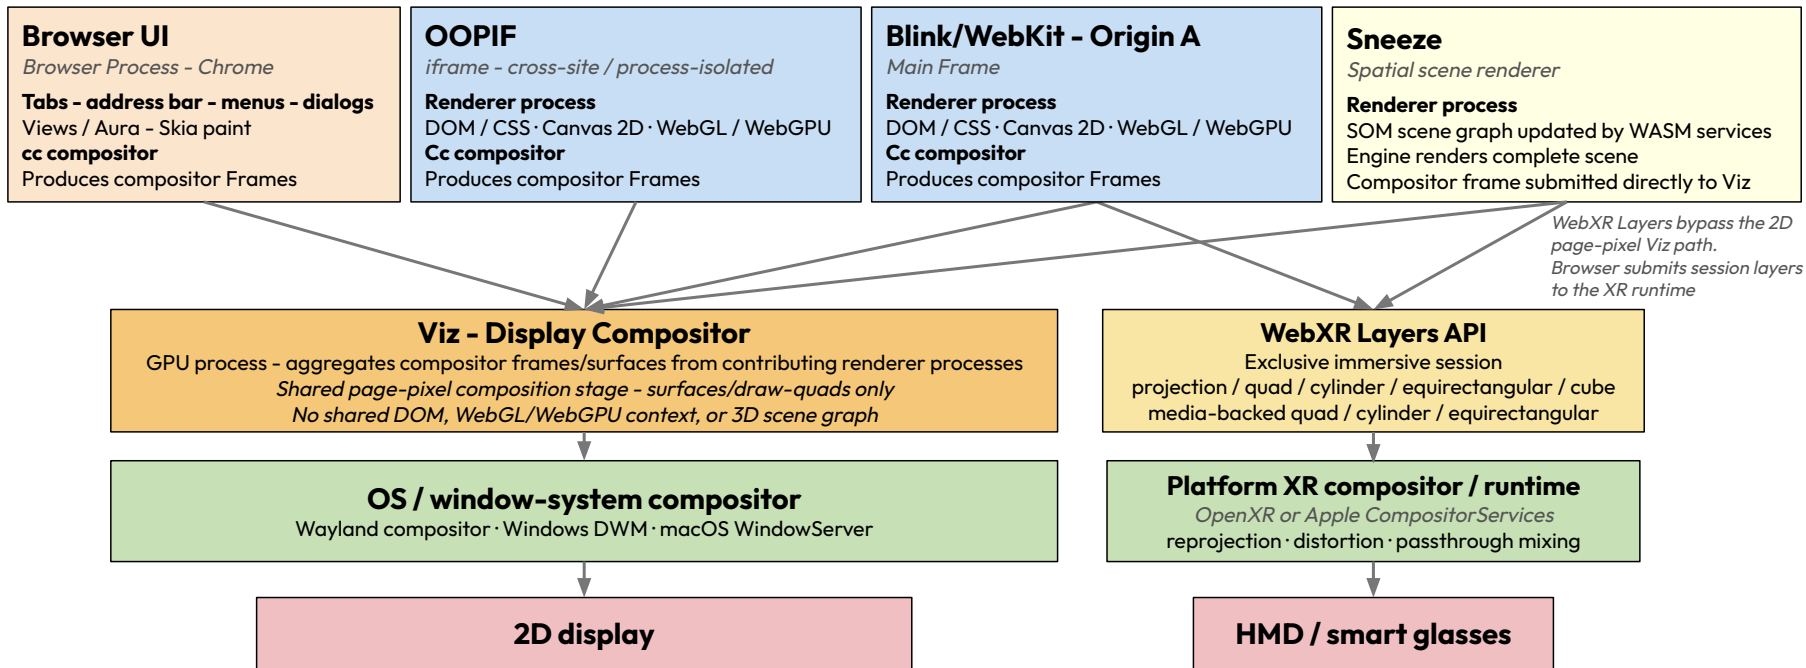 Browser UI
Browser Process - Chrome
Tabs - address bar - menus - dialogs
Views / Aura - Skia paint
cc compositor
Produces compositor Frames
OOPIF
iframe - cross-site / process-isolated
Renderer process
DOM / CSS · Canvas 2D · WebGL / WebGPU
Cc compositor
Produces compositor Frames
Blink/WebKit - Origin A
Main Frame
Renderer process
DOM / CSS · Canvas 2D · WebGL / WebGPU
Cc compositor
Produces compositor Frames
Sneeze
Spatial scene renderer
Renderer process
SOM scene graph updated by WASM services
Engine renders complete scene
Compositor frame submitted directly to Viz
WebXR Layers bypass the 2D
page-pixel Viz path.
Browser submits session layers
to the XR runtime
Viz - Display Compositor
GPU process - aggregates compositor frames/surfaces from contributing renderer processes
Shared page-pixel composition stage - surfaces/draw-quads only
No shared DOM, WebGL/WebGPU context, or 3D scene graph
WebXR Layers API
Exclusive immersive session
projection / quad / cylinder / equirectangular / cube
media-backed quad / cylinder / equirectangular
OS / window-system compositor
Wayland compositor · Windows DWM · macOS WindowServer
Platform XR compositor / runtime
OpenXR or Apple CompositorServices
reprojection · distortion · passthrough mixing
2D display
HMD / smart glasses